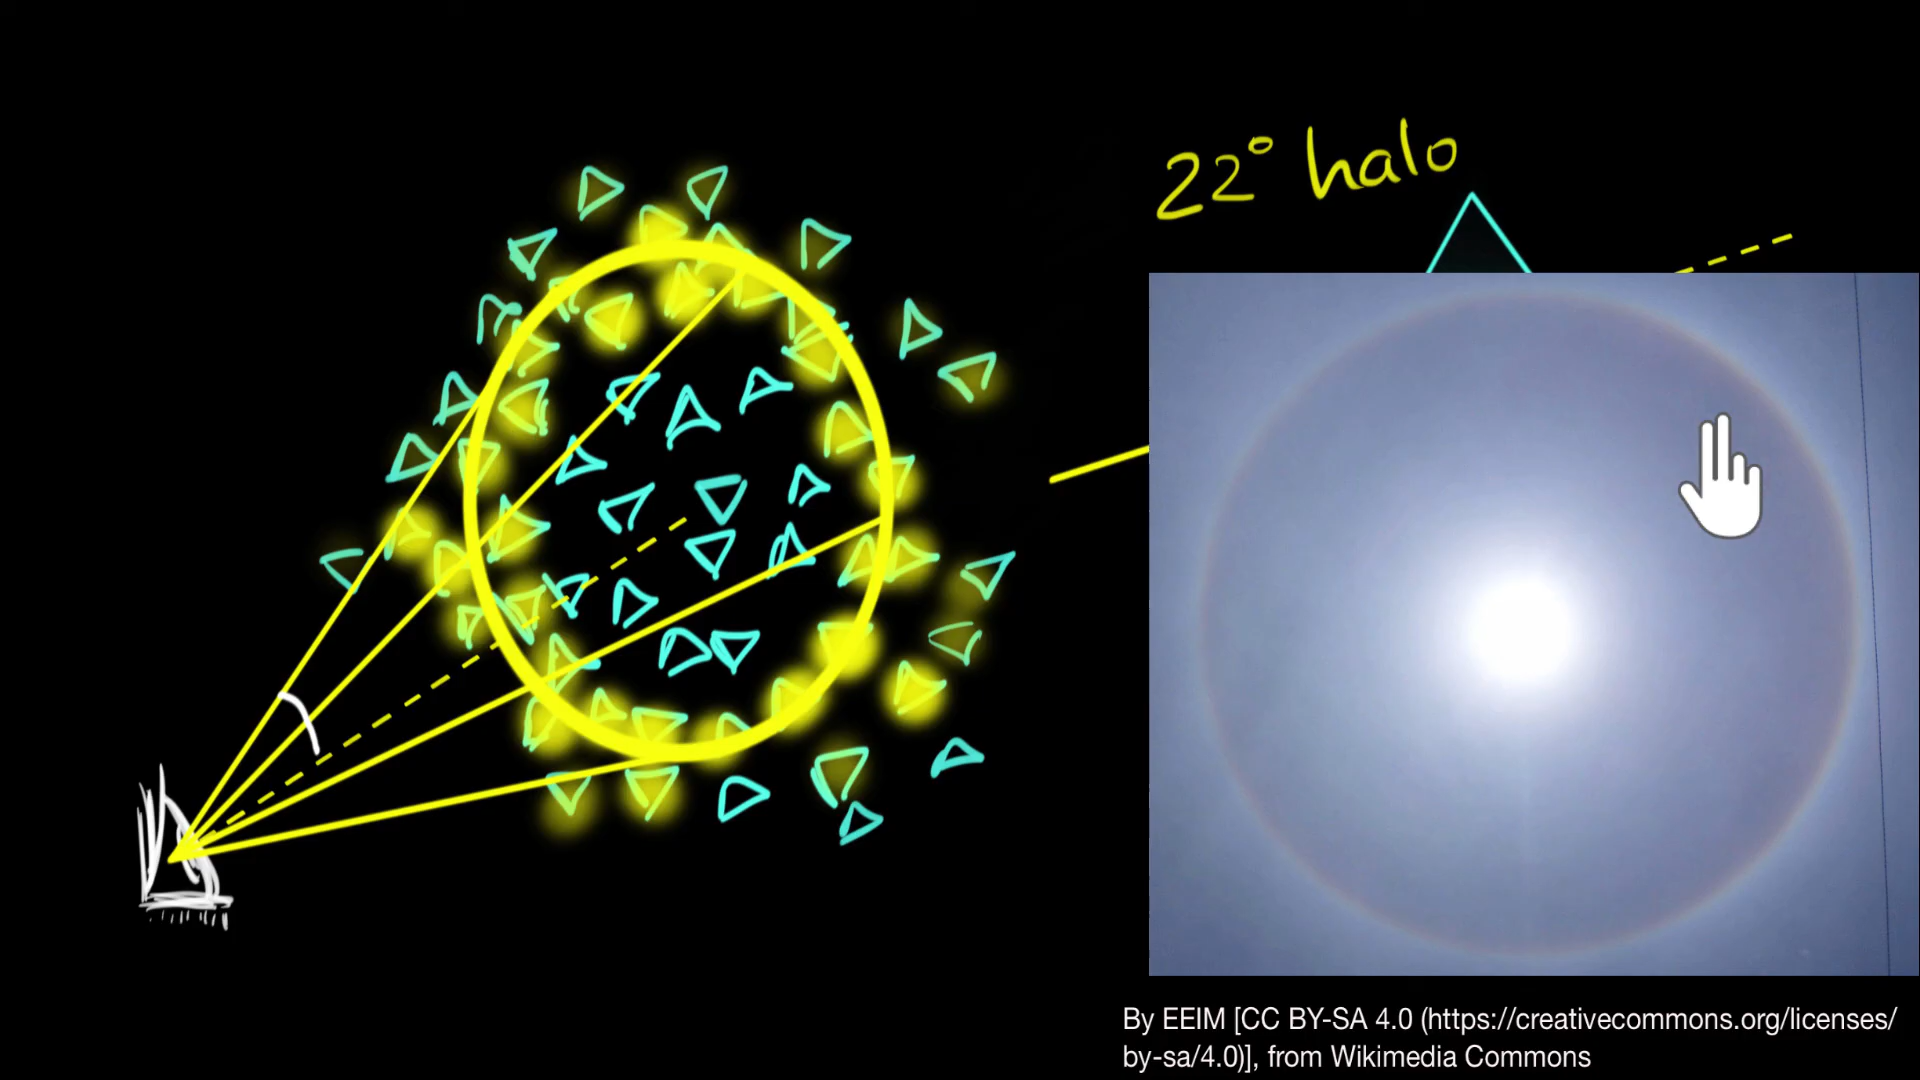 22° halo
By EEIM [CC BY-SA 4.0 (https://creativecommons.org/licenses/
by-sa/4.0)], from Wikimedia Commons